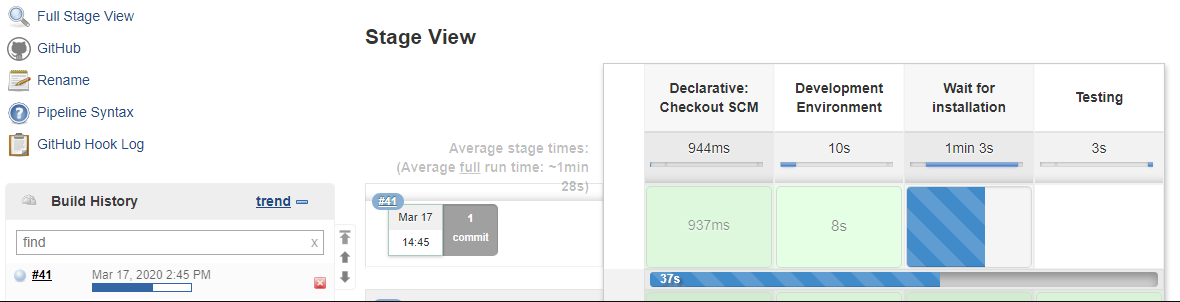 Full Stage View
GitHub
Rename
Pipeline Syntax
GitHub Hook Log
Build History
trend
find
x
#41
Mar 17, 2020 2:45 PM
Stage View
Average stage times:
(Average full run time: ~1min
28s)
Declarative:
Checkout SCM
Development
Environment
Wait for
installation
Testing
944ms
10s
1min 3s
3s
#41
Mar 17
14:45
1
commit
937ms
8s
37s